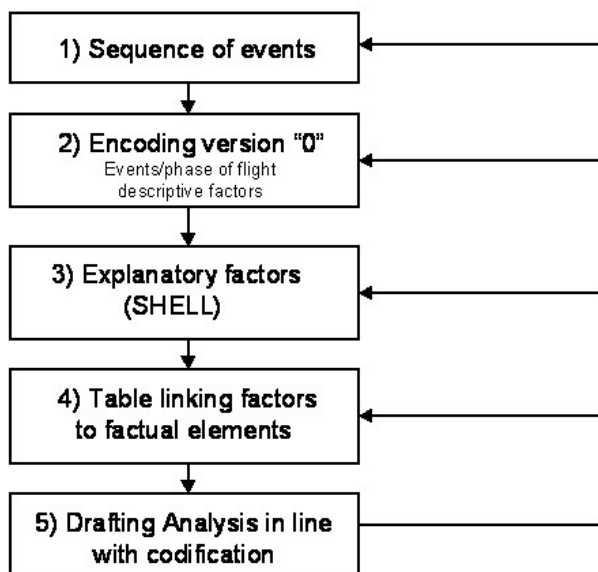 1) Sequence of events
2) Encoding version “0”
Events/phase of flight
descriptive factors
3) Explanatory factors
(SHELL)
4) Table linking factors
to factual elements
5) Drafting Analysis in line
with codification